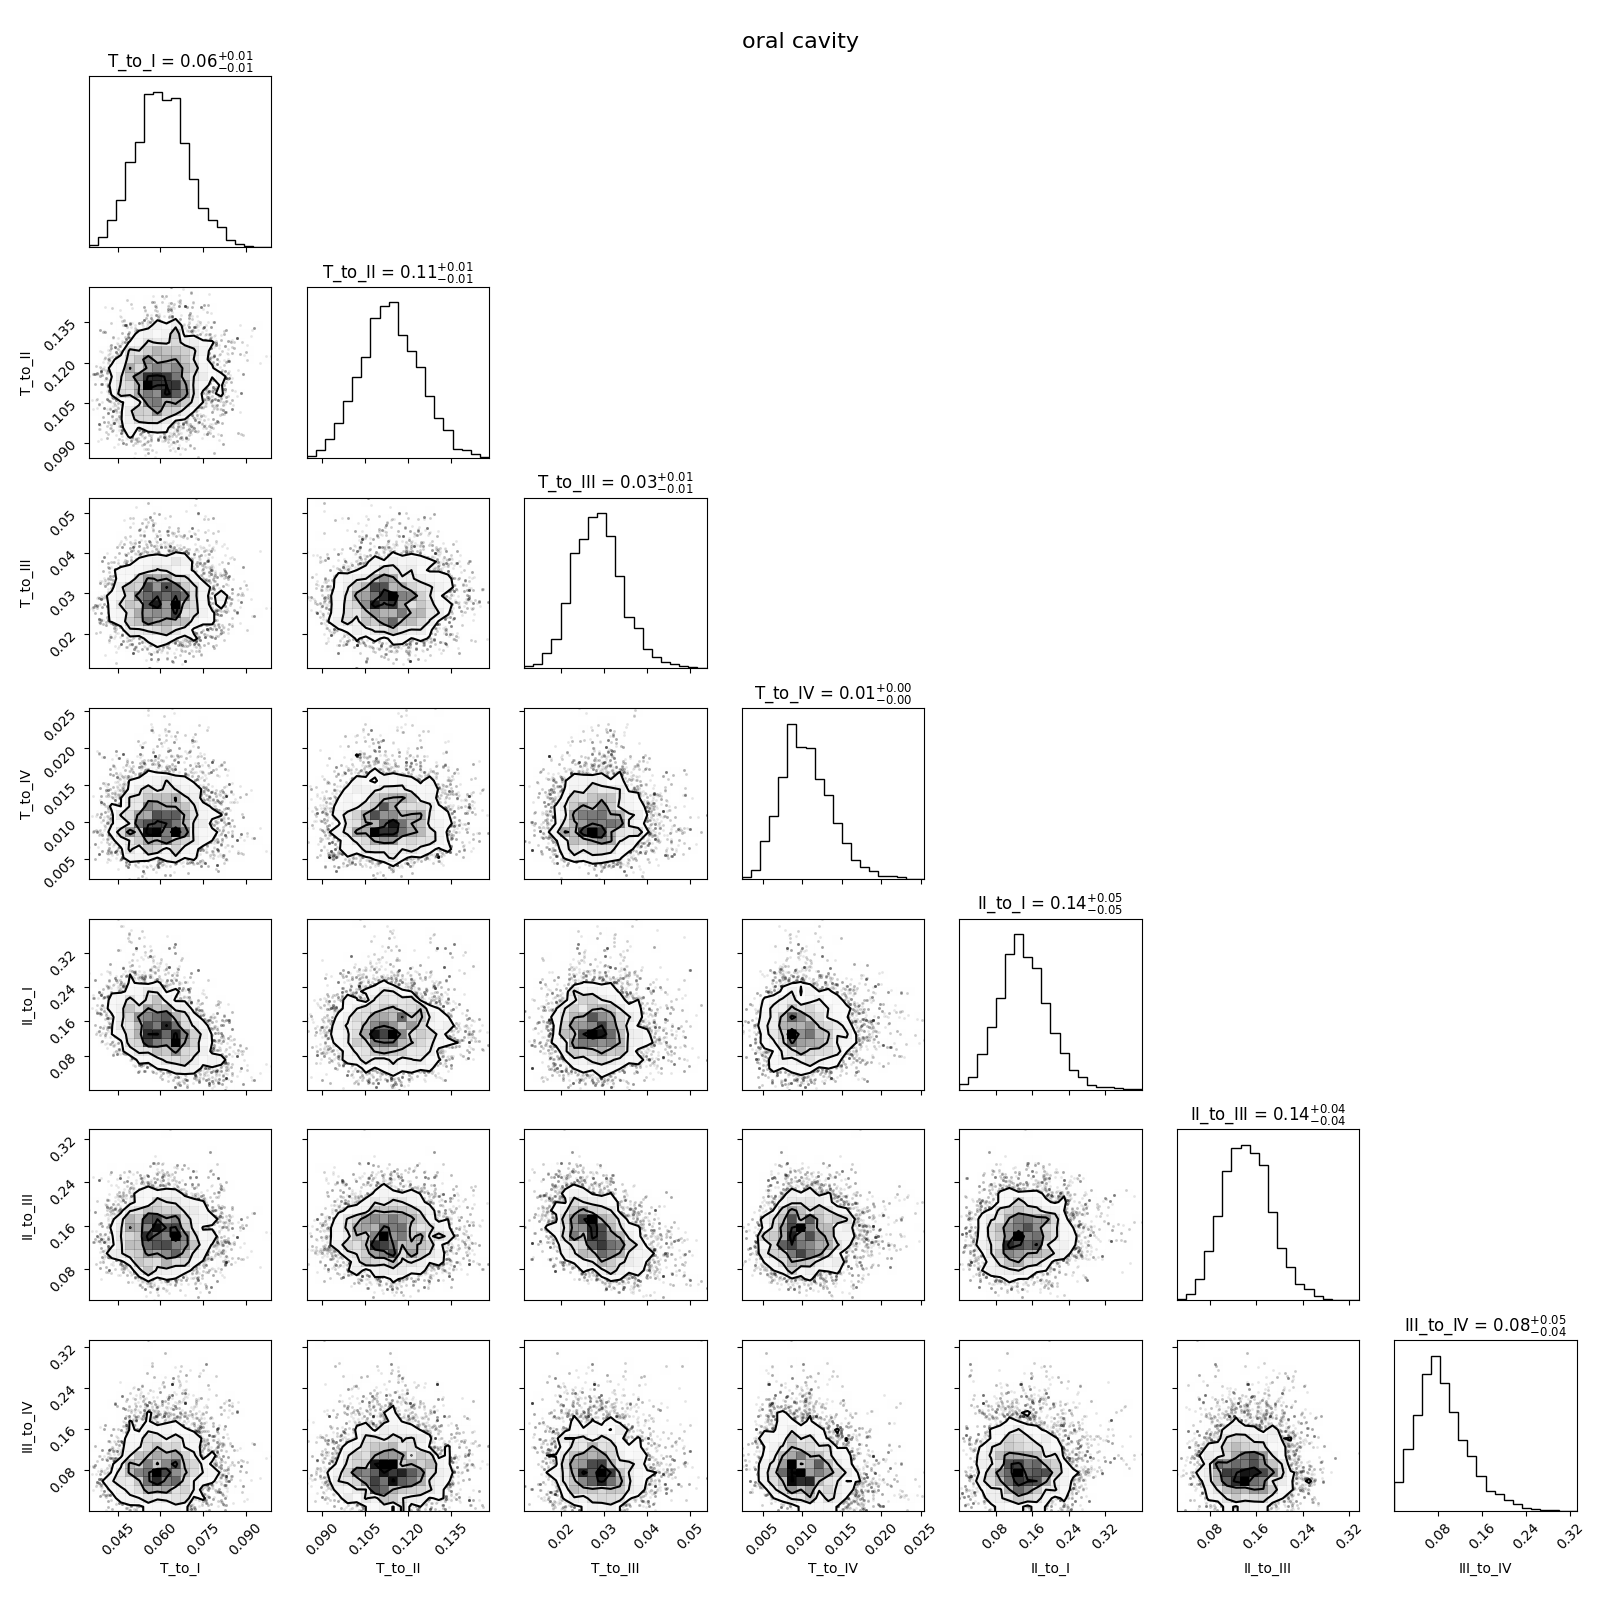 oral cavity
T_to_I = 0.06+0.01 −0.01
T_to_II = 0.11+0.01 −0.01
0.135
0.120
0.105
0.090
T_to_II
T_to_III = 0.03+0.01 −0.01
0.05
0.04
0.03
0.02
T_to_III
T_to_IV = 0.01+0.00 −0.00
0.025
0.020
0.015
0.010
0.005
T_to_IV
II_to_I = 0.14+0.05 −0.05
0.32
0.24
0.16
0.08
II_to_I
II_to_III = 0.14+0.04 −0.04
0.32
0.24
0.16
0.08
II_to_III
III_to_IV = 0.08+0.05 −0.04
0.32
0.24
0.16
0.08
III_to_IV
0.045 0.060 0.075 0.090
0.090 0.105 0.120 0.135
0.02 0.03 0.04 0.05
0.005 0.010 0.015 0.020 0.025
0.08 0.16 0.24 0.32
0.08 0.16 0.24 0.32
0.08 0.16 0.24 0.32
T_to_I
T_to_II
T_to_III
T_to_IV
II_to_I
II_to_III
III_to_IV